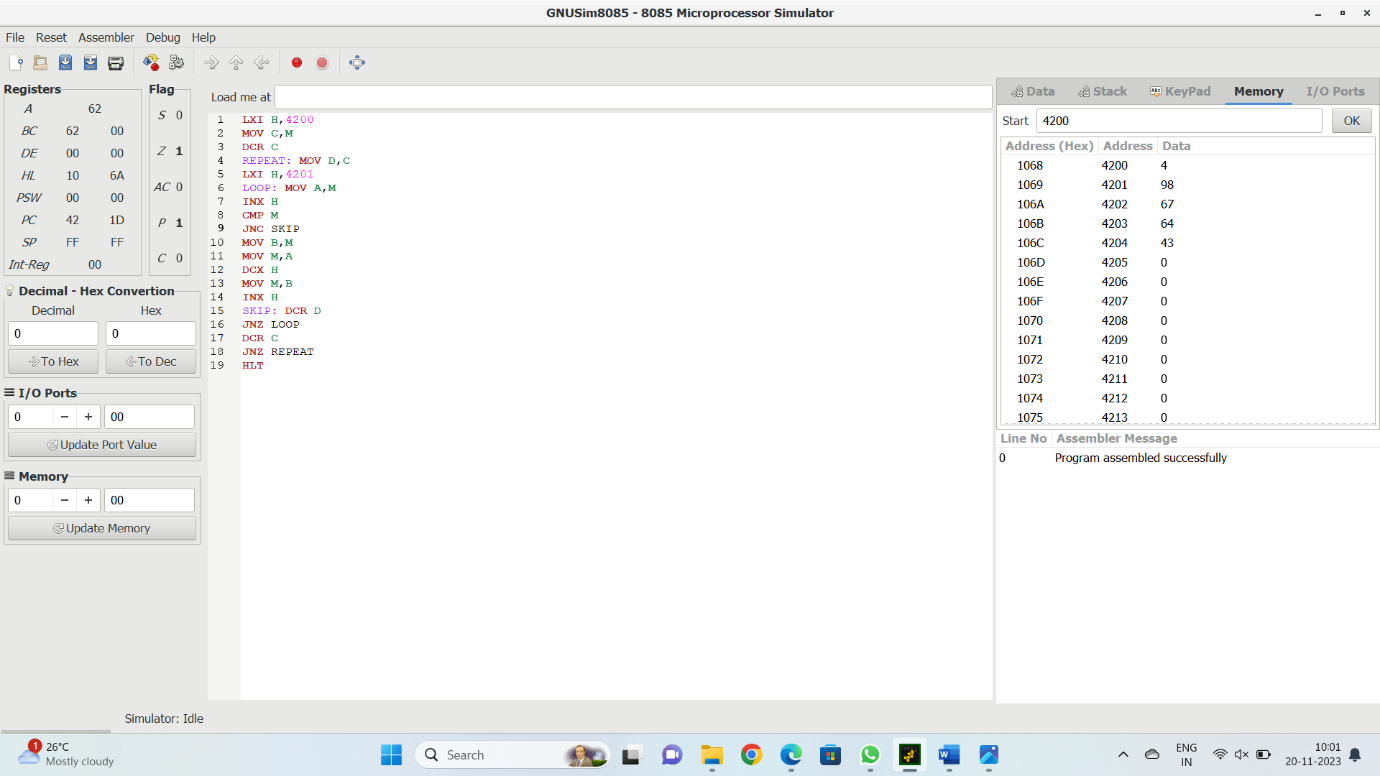 GNUSim8085 - 8085 Microprocessor Simulator
File Reset Assembler Debug Help
Registers
A 62
BC 62 00
DE 00 00
HL 10 6A
PSW 00 00
PC 42 1D
SP FF FF
Int-Reg 00
Flag
S 0
Z 1
AC 0
P 1
C 0
Decimal - Hex Convertion
Decimal Hex
0 0
To Hex To Dec
I/O Ports
0 − + 00
Update Port Value
Memory
0 − + 00
Update Memory
Load me at
1 LXI H,4200
2 MOV C,M
3 DCR C
4 REPEAT: MOV D,C
5 LXI H,4201
6 LOOP: MOV A,M
7 INX H
8 CMP M
9 JNC SKIP
10 MOV B,M
11 MOV M,A
12 DCX H
13 MOV M,B
14 INX H
15 SKIP: DCR D
16 JNZ LOOP
17 DCR C
18 JNZ REPEAT
19 HLT
Data Stack Abc KeyPad Memory I/O Ports
Start 4200 OK
Address (Hex) Address Data
1068 4200 4
1069 4201 98
106A 4202 67
106B 4203 64
106C 4204 43
106D 4205 0
106E 4206 0
106F 4207 0
1070 4208 0
1071 4209 0
1072 4210 0
1073 4211 0
1074 4212 0
1075 4213 0
Line No Assembler Message
0 Program assembled successfully
Simulator: Idle
1
26°C
Mostly cloudy
Search
ENG
IN
10:01
20-11-2023